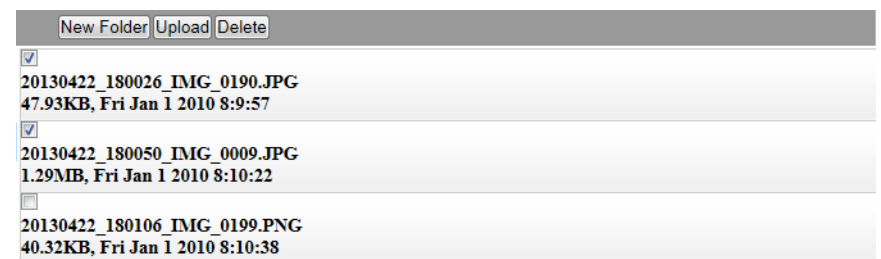 New Folder Upload Delete
20130422_180026_IMG_0190.JPG
47.93KB, Fri Jan 1 2010 8:9:57
20130422_180050_IMG_0009.JPG
1.29MB, Fri Jan 1 2010 8:10:22
20130422_180106_IMG_0199.PNG
40.32KB, Fri Jan 1 2010 8:10:38